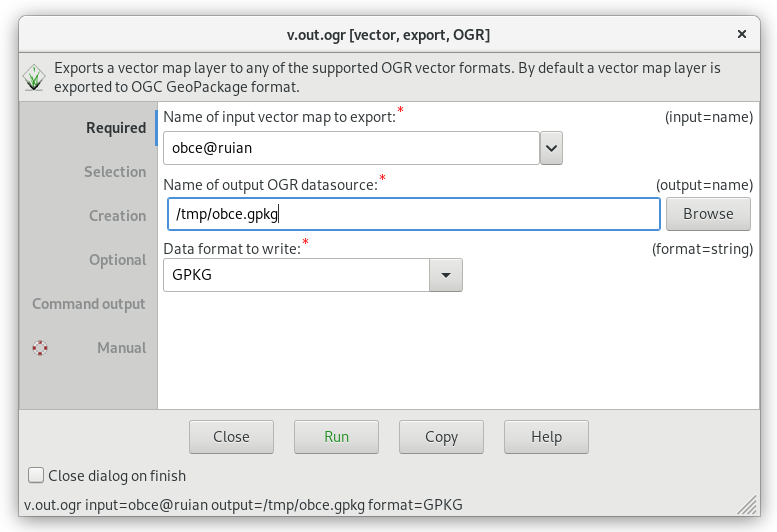 v.out.ogr [vector, export, OGR]
Exports a vector map layer to any of the supported OGR vector formats. By default a vector map layer is
exported to OGC GeoPackage format.
Required
Selection
Creation
Optional
Command output
Manual
Name of input vector map to export:* (input=name)
obce@ruian
Name of output OGR datasource:* (output=name)
/tmp/obce.gpkg Browse
Data format to write:* (format=string)
GPKG
Close Run Copy Help
Close dialog on finish
v.out.ogr input=obce@ruian output=/tmp/obce.gpkg format=GPKG